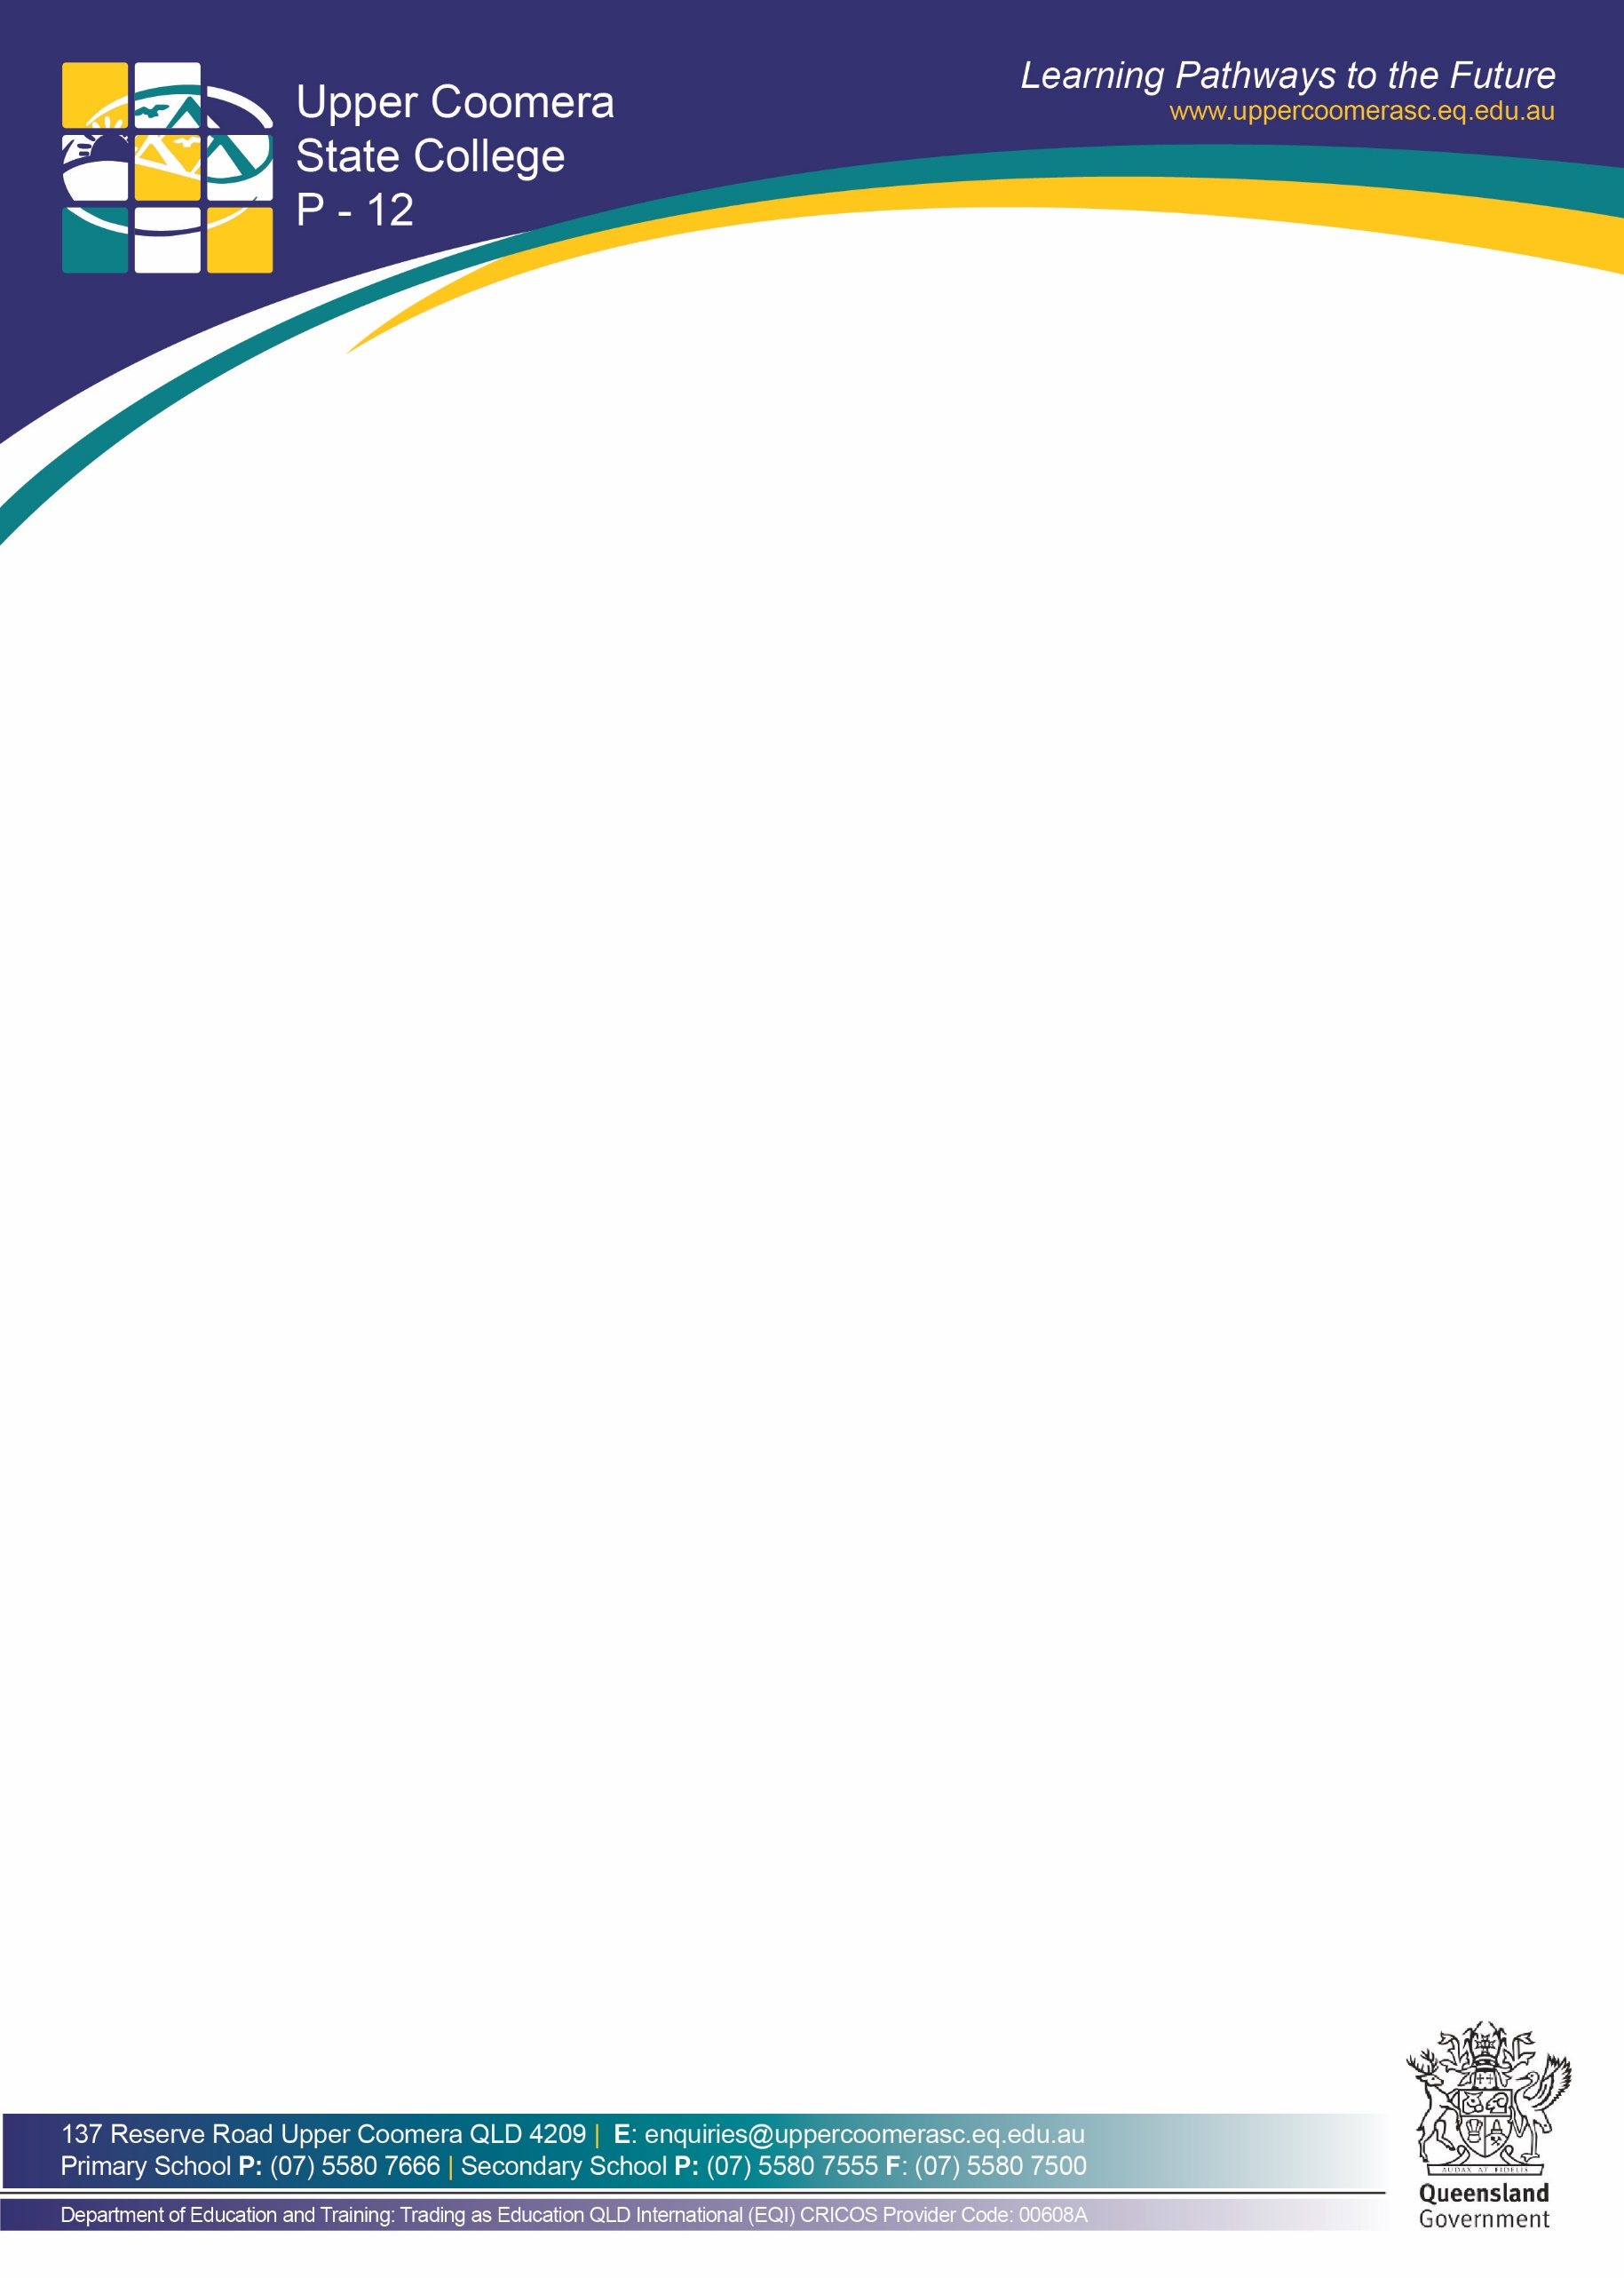 Upper Coomera
State College
P - 12
Learning Pathways to the Future
www.uppercoomerasc.eq.edu.au
137 Reserve Road Upper Coomera QLD 4209 | E: enquiries@uppercoomerasc.eq.edu.au
Primary School P: (07) 5580 7666 | Secondary School P: (07) 5580 7555 F: (07) 5580 7500
Department of Education and Training: Trading as Education QLD International (EQI) CRICOS Provider Code: 00608A
AUDAX AT FIDELIS
Queensland
Government